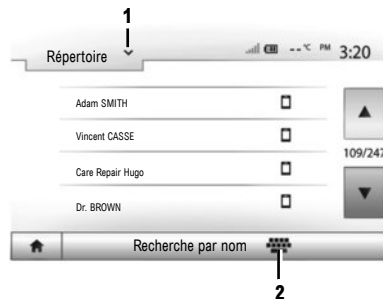 1
Répertoire
--°C PM 3:20
Adam SMITH
Vincent CASSE
109/247
Care Repair Hugo
Dr. BROWN
Recherche par nom
2